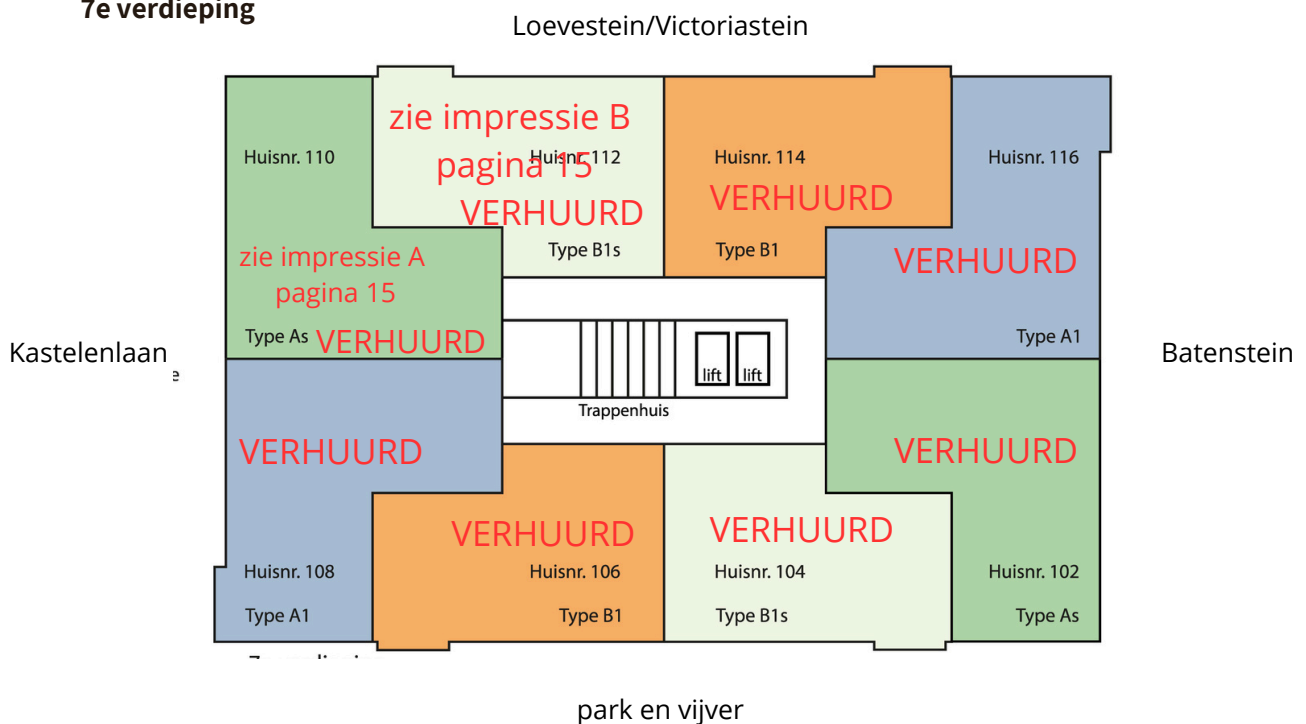 7e verdieping
Loevestein/Victoriastein
zie impressie B
pagina 15
Huisnr. 110
Huisnr. 112
VERHUURD
Type B1s
Huisnr. 114
VERHUURD
Type B1
Huisnr. 116
VERHUURD
Type A1
zie impressie A
pagina 15
Type As VERHUURD
Kastelenlaan
e
Batenstein
lift
lift
Trappenhuis
VERHUURD
Huisnr. 108
Type A1
VERHUURD
Huisnr. 106
Type B1
VERHUURD
Huisnr. 104
Type B1s
VERHUURD
Huisnr. 102
Type As
park en vijver